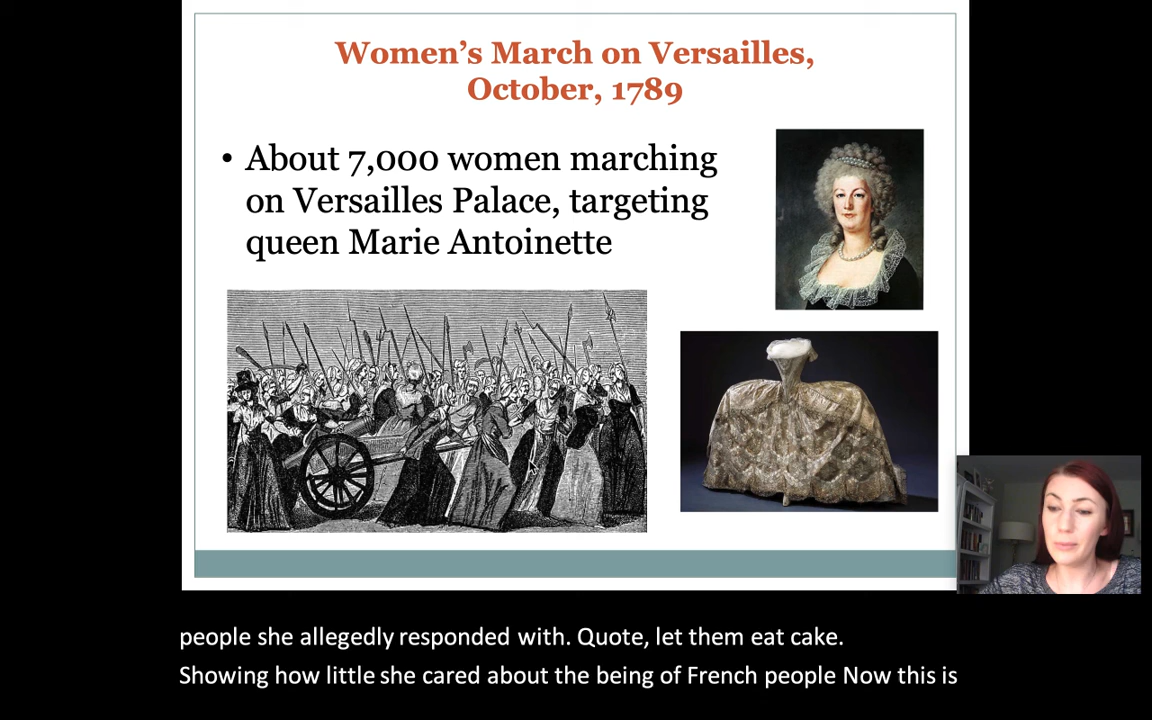 Women's March on Versailles,
October, 1789
• About 7,000 women marching
on Versailles Palace, targeting
queen Marie Antoinette
people she allegedly responded with. Quote, let them eat cake.
Showing how little she cared about the being of French people Now this is